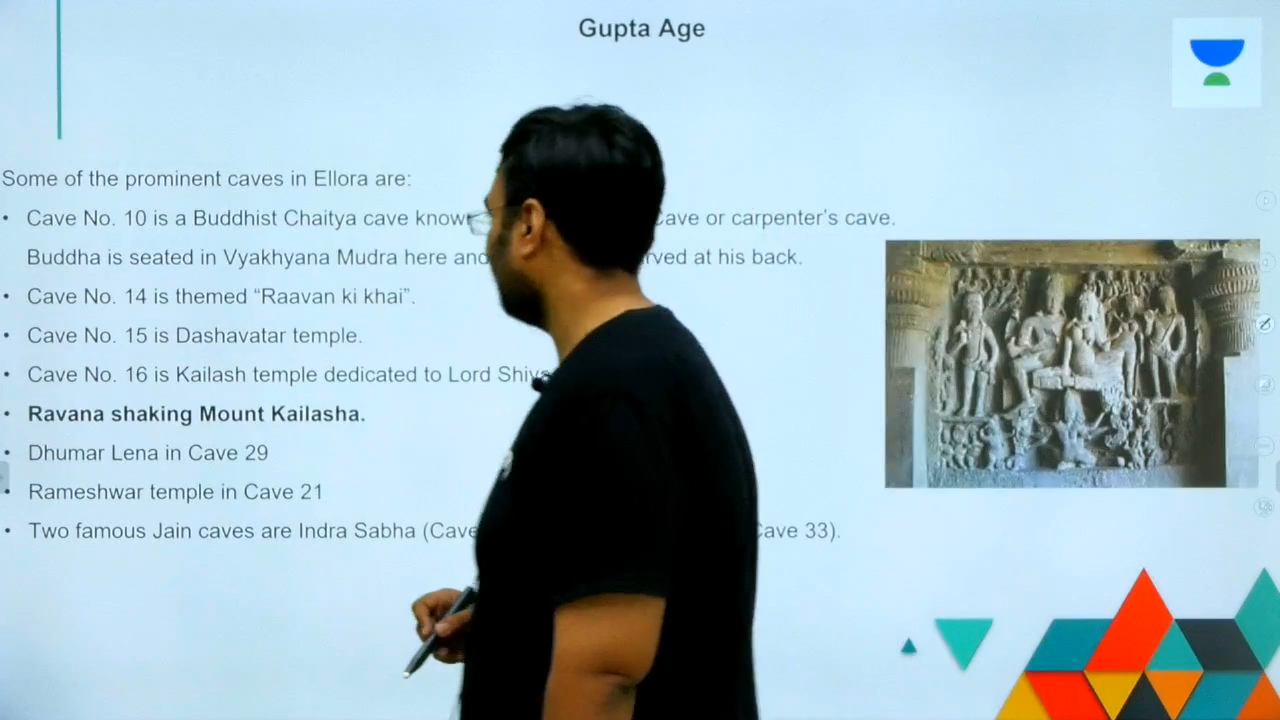 Gupta Age
Some of the prominent caves in Ellora are:
• Cave No. 10 is a Buddhist Chaitya cave know Cave or carpenter's cave.
Buddha is seated in Vyakhyana Mudra here and at his back.
• Cave No. 14 is themed “Raavan ki khai”.
• Cave No. 15 is Dashavatar temple.
• Cave No. 16 is Kailash temple dedicated to Lord Shiv
• Ravana shaking Mount Kailasha.
• Dhumar Lena in Cave 29
• Rameshwar temple in Cave 21
• Two famous Jain caves are Indra Sabha (Cave Cave 33).